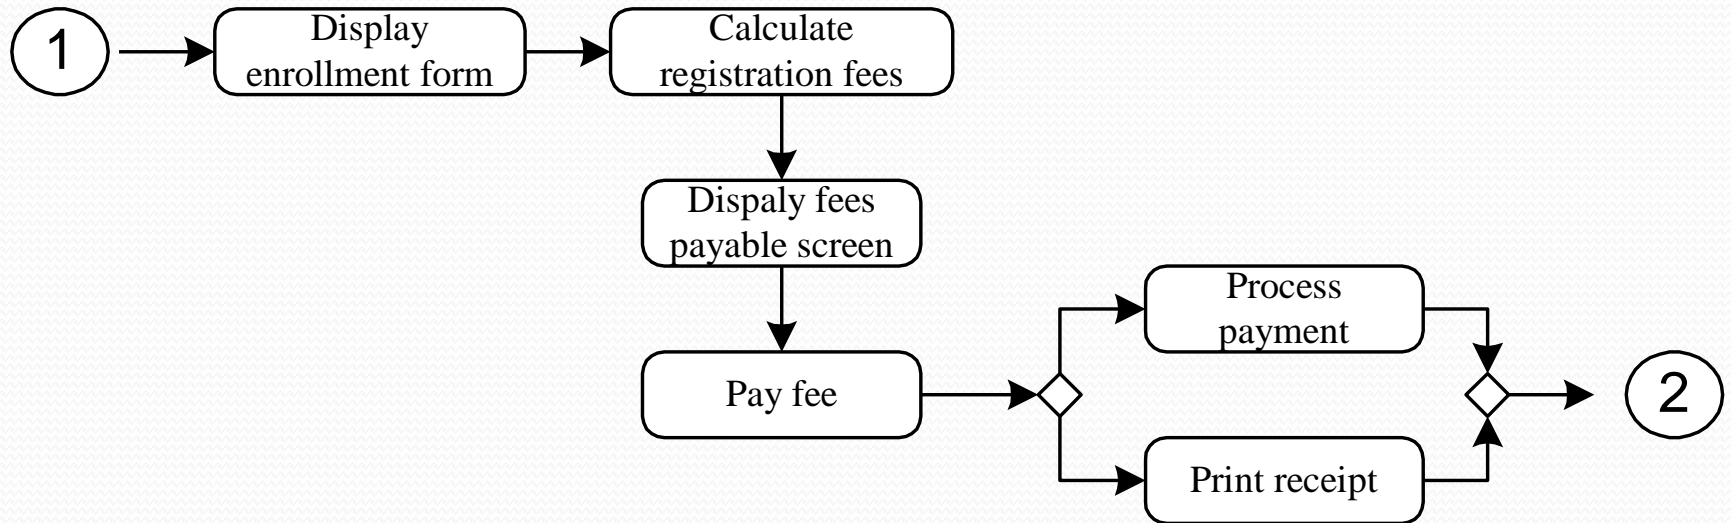 1
Display
enrollment form
Calculate
registration fees
Dispaly fees
payable screen
Pay fee
Process
payment
Print receipt
2